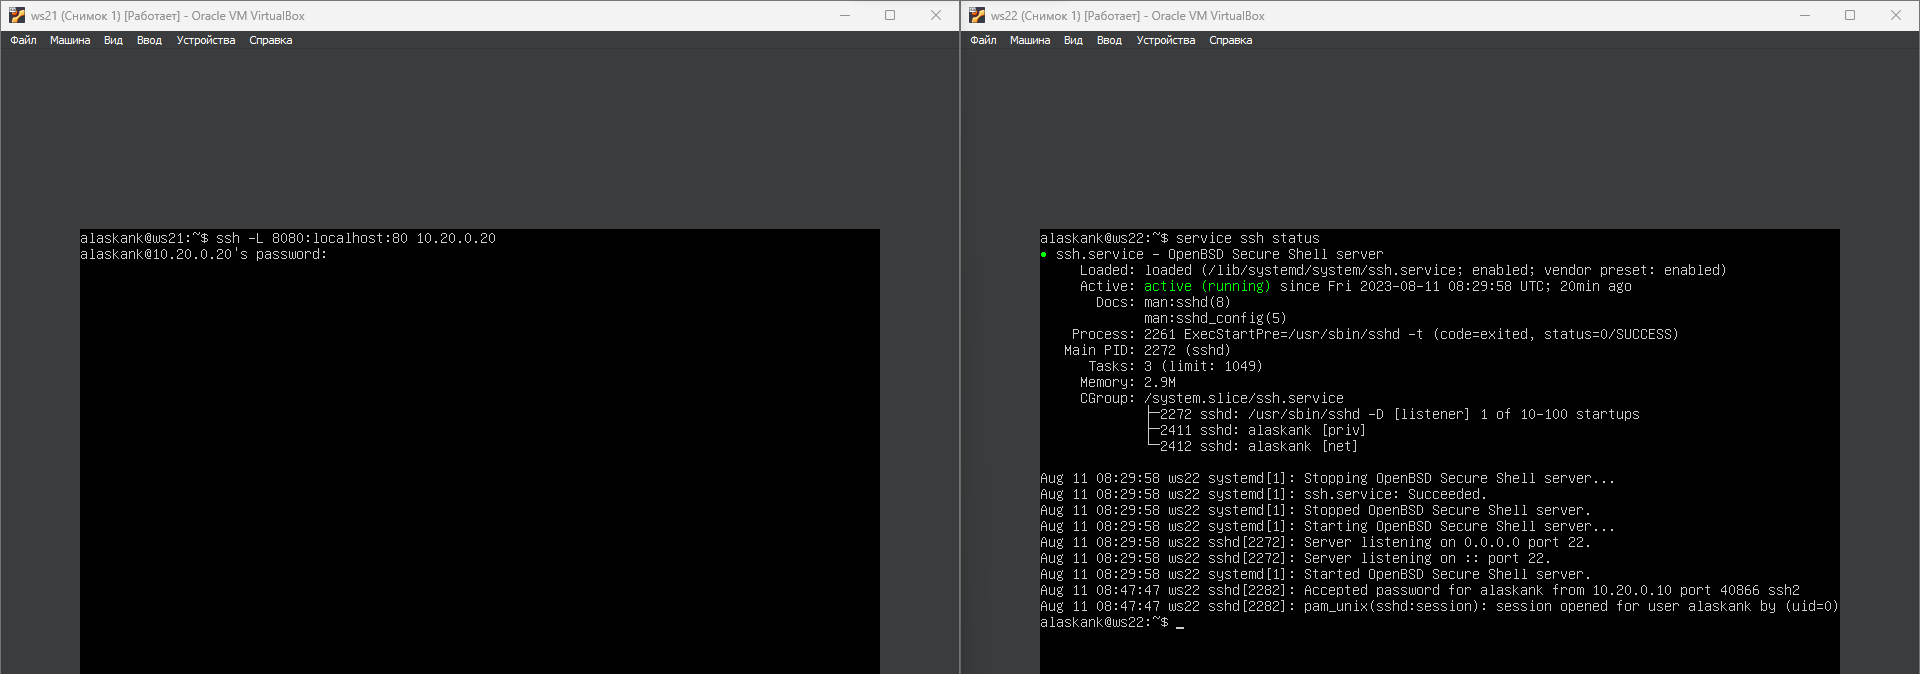 ws21 (Снимок 1) [Работает] - Oracle VM VirtualBox
Файл Машина Вид Ввод Устройства Справка
alaskank@ws21:~$ ssh -L 8080:localhost:80 10.20.0.20
alaskank@10.20.0.20's password:
ws22 (Снимок 1) [Работает] - Oracle VM VirtualBox
Файл Машина Вид Ввод Устройства Справка
alaskank@ws22:~$ service ssh status
● ssh.service - OpenBSD Secure Shell server
Loaded: loaded (/lib/systemd/system/ssh.service; enabled; vendor preset: enabled)
Active: active (running) since Fri 2023-08-11 08:29:58 UTC; 20min ago
Docs: man:sshd(8)
man:sshd_config(5)
Process: 2261 ExecStartPre=/usr/sbin/sshd -t (code=exited, status=0/SUCCESS)
Main PID: 2272 (sshd)
Tasks: 3 (limit: 1049)
Memory: 2.9M
CGroup: /system.slice/ssh.service
├─2272 sshd: /usr/sbin/sshd -D [listener] 1 of 10-100 startups
├─2411 sshd: alaskank [priv]
└─2412 sshd: alaskank [net]
Aug 11 08:29:58 ws22 systemd[1]: Stopping OpenBSD Secure Shell server...
Aug 11 08:29:58 ws22 systemd[1]: ssh.service: Succeeded.
Aug 11 08:29:58 ws22 systemd[1]: Stopped OpenBSD Secure Shell server.
Aug 11 08:29:58 ws22 systemd[1]: Starting OpenBSD Secure Shell server...
Aug 11 08:29:58 ws22 sshd[2272]: Server listening on 0.0.0.0 port 22.
Aug 11 08:29:58 ws22 sshd[2272]: Server listening on :: port 22.
Aug 11 08:29:58 ws22 systemd[1]: Started OpenBSD Secure Shell server.
Aug 11 08:47:47 ws22 sshd[2282]: Accepted password for alaskank from 10.20.0.10 port 40866 ssh2
Aug 11 08:47:47 ws22 sshd[2282]: pam_unix(sshd:session): session opened for user alaskank by (uid=0)
alaskank@ws22:~$ _